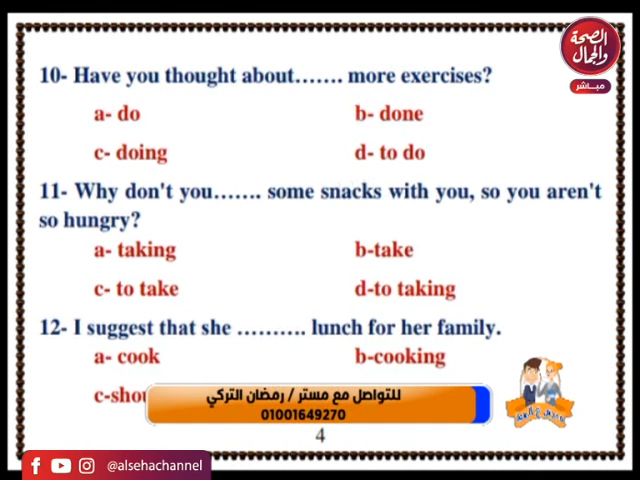 الصحة
والجمال
مباشر
10- Have you thought about……. more exercises?
a- do b- done
c- doing d- to do
11- Why don't you……. some snacks with you, so you aren't
so hungry?
a- taking b-take
c- to take d-to taking
12- I suggest that she ………. lunch for her family.
a- cook b-cooking
للتواصل مع مستر / رمضان التركي
01001649270
4
@alsehachannel